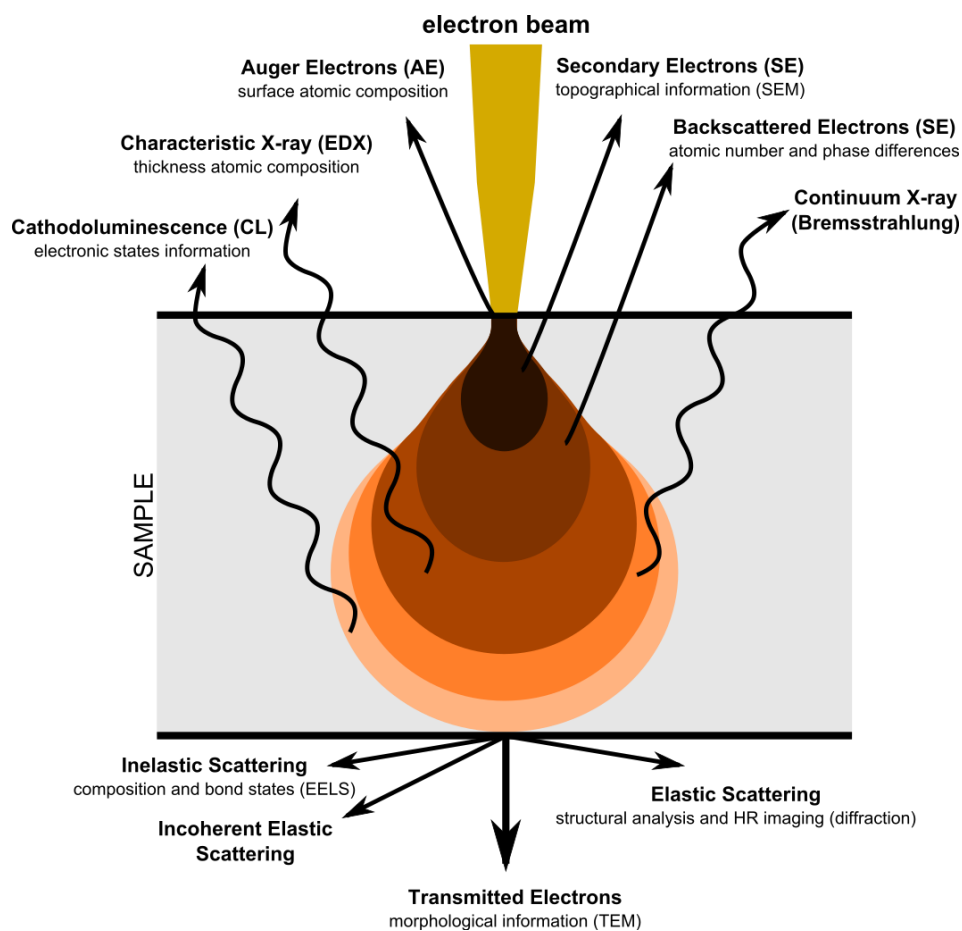 electron beam
Auger Electrons (AE)
surface atomic composition
Secondary Electrons (SE)
topographical information (SEM)
Characteristic X-ray (EDX)
thickness atomic composition
Backscattered Electrons (SE)
atomic number and phase differences
Cathodoluminescence (CL)
electronic states information
Continuum X-ray
(Bremsstrahlung)
SAMPLE
Inelastic Scattering
composition and bond states (EELS)
Incoherent Elastic
Scattering
Elastic Scattering
structural analysis and HR imaging (diffraction)
Transmitted Electrons
morphological information (TEM)